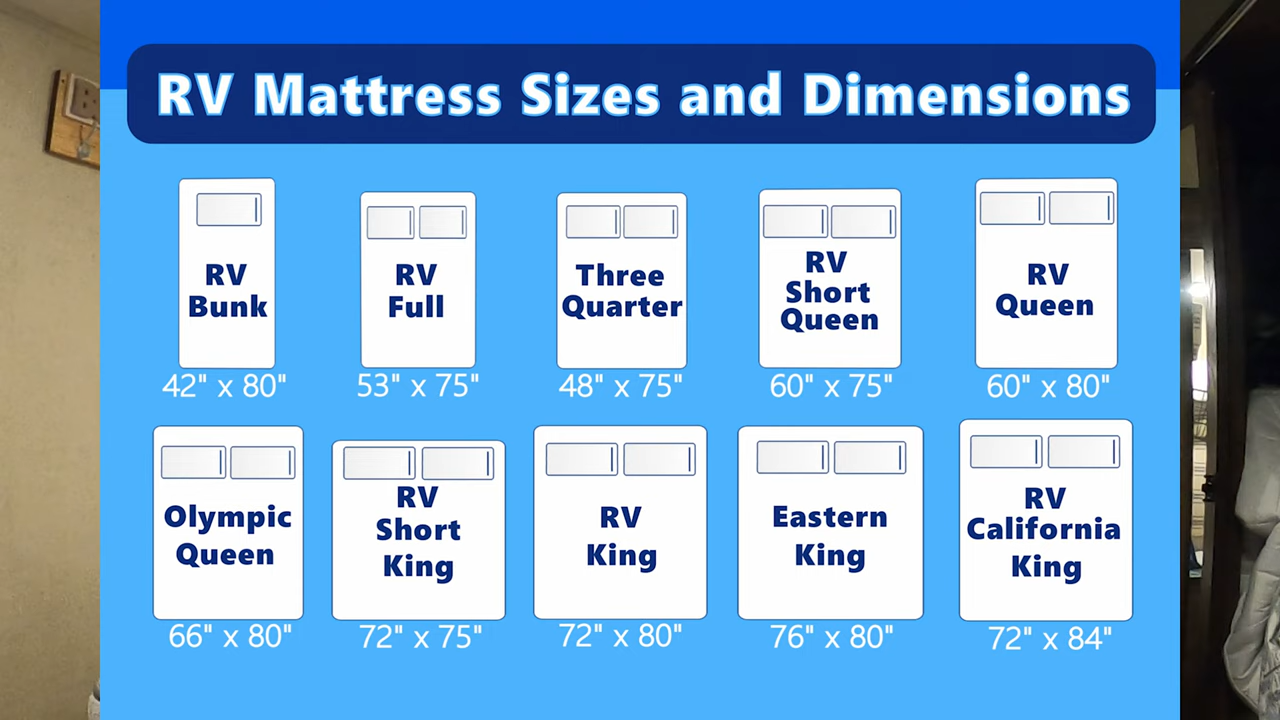 RV Mattress Sizes and Dimensions
RV
Bunk
42" x 80"
RV
Full
53" x 75"
Three
Quarter
48" x 75"
RV
Short
Queen
60" x 75"
RV
Queen
60" x 80"
Olympic
Queen
66" x 80"
RV
Short
King
72" x 75"
RV
King
72" x 80"
Eastern
King
76" x 80"
RV
California
King
72" x 84"